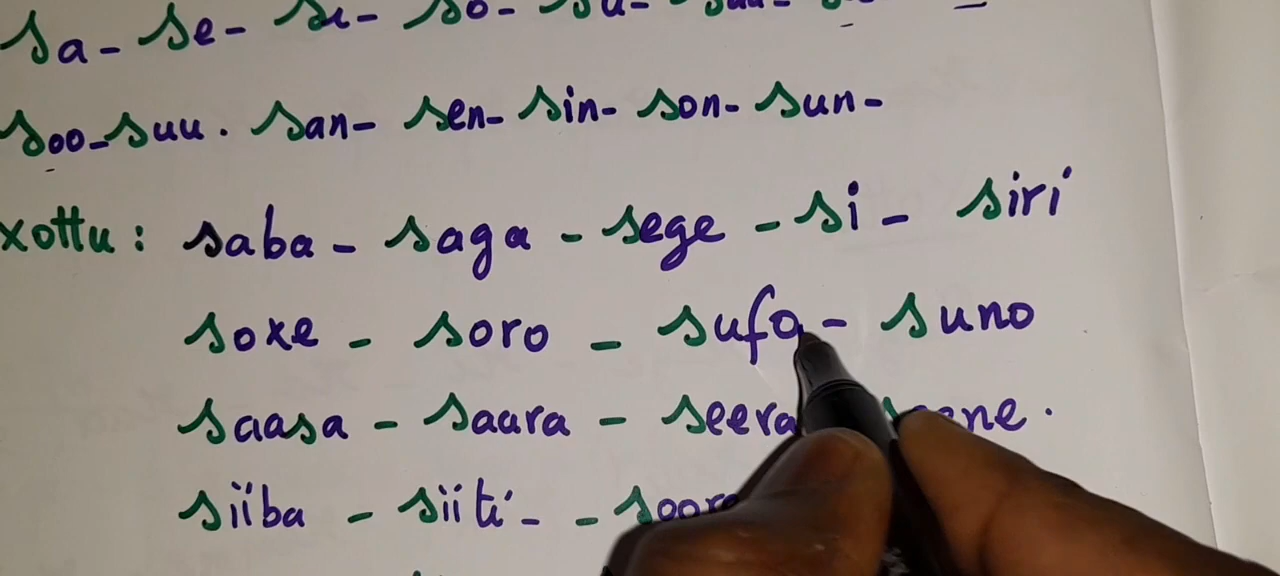 sa- se- si- so- su-
soo-suu. san- sen- sin- son- sun-
xottu: saba - saga - sege - si - siri
soxe - soro - sufa - suno
saasa - saara - seera
siiba - siiti -